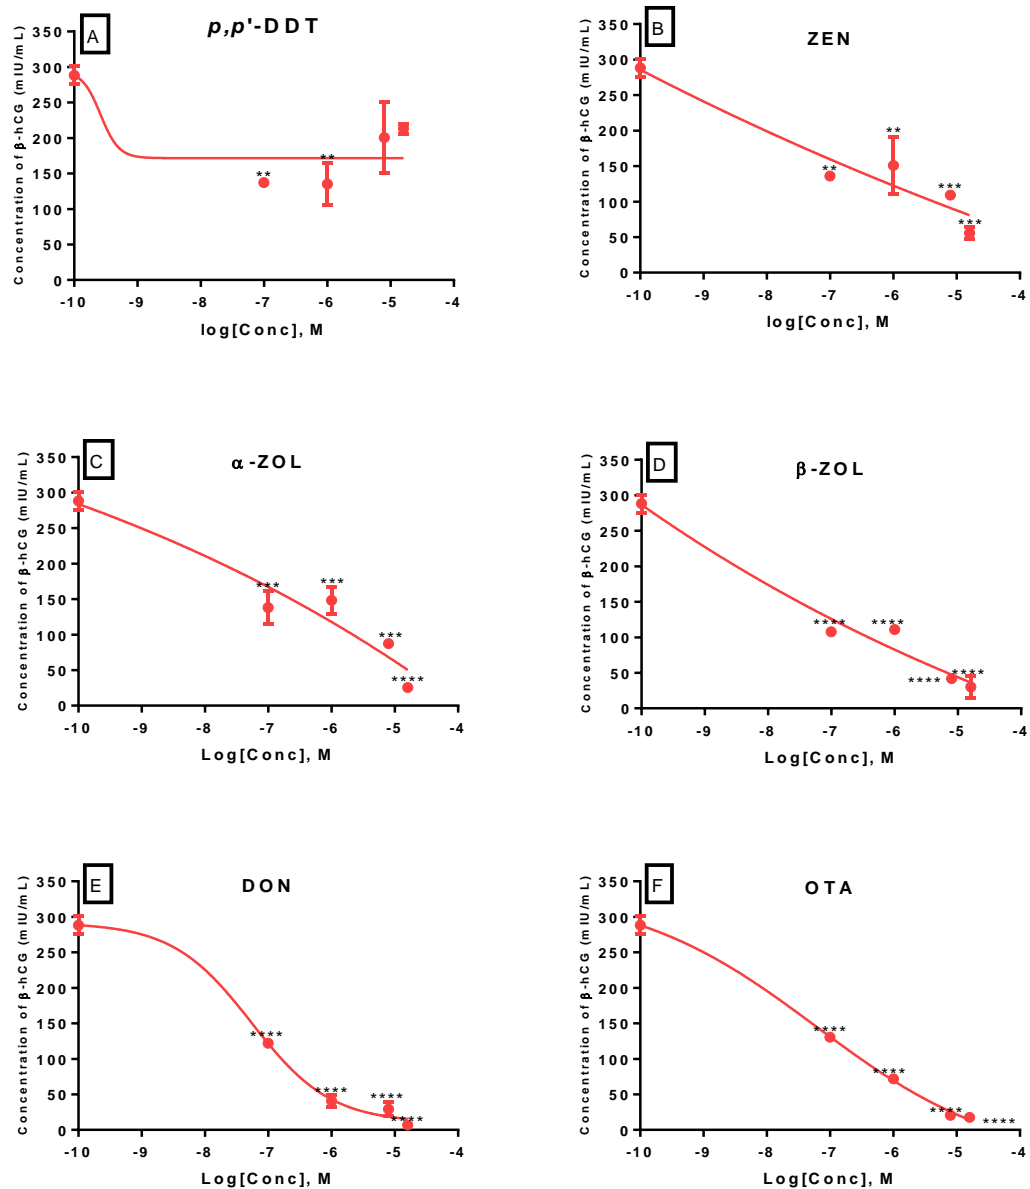 A
p,p'-DDT
Concentration of β-hCG (mIU/mL)
350
300
250
200
150
100
50
0
**
**
-10 -9 -8 -7 -6 -5 -4
log[Conc], M
B
ZEN
Concentration of β-hCG (mIU/mL)
350
300
250
200
150
100
50
0
**
**
***
***
-10 -9 -8 -7 -6 -5 -4
log[Conc], M
C
α-ZOL
Concentration of β-hCG (mIU/mL)
350
300
250
200
150
100
50
0
***
***
***
****
-10 -9 -8 -7 -6 -5 -4
Log[Conc], M
D
β-ZOL
Concentration of β-hCG (mIU/mL)
350
300
250
200
150
100
50
0
****
****
****
****
-10 -9 -8 -7 -6 -5 -4
Log[Conc], M
E
DON
Concentration of β-hCG (mIU/mL)
350
300
250
200
150
100
50
0
****
****
****
****
-10 -9 -8 -7 -6 -5 -4
Log[Conc], M
F
OTA
Concentration of β-hCG (mIU/mL)
350
300
250
200
150
100
50
0
****
****
****
****
-10 -9 -8 -7 -6 -5 -4
Log[Conc], M